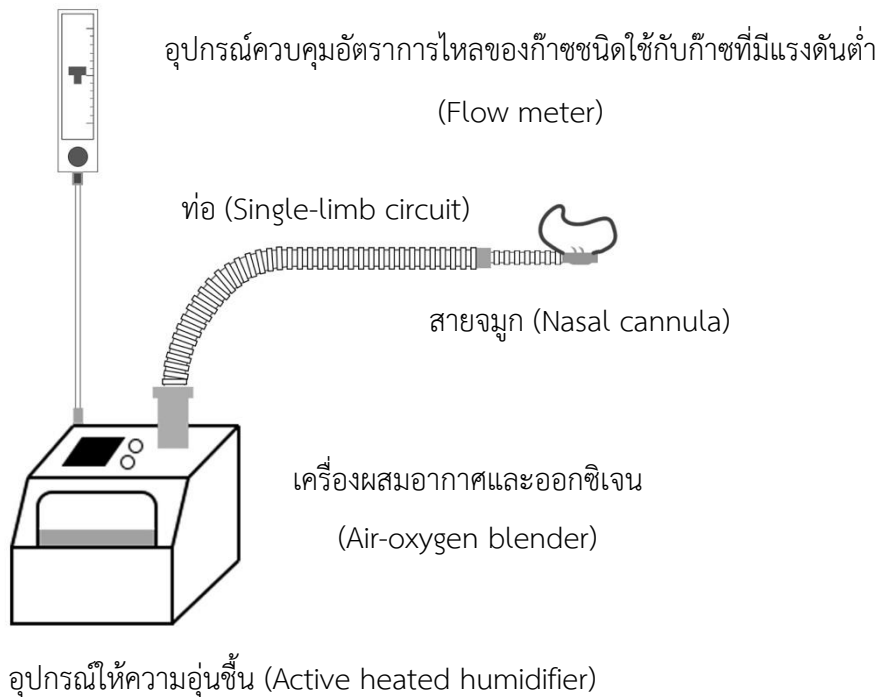 อุปกรณ์ควบคุมอัตราการไหลของก๊าซชนิดใช้กับก๊าซที่มีแรงดันต่ำ
(Flow meter)
ท่อ (Single-limb circuit)
สายจมูก (Nasal cannula)
เครื่องผสมอากาศและออกซิเจน
(Air-oxygen blender)
อุปกรณ์ให้ความอุ่นชื้น (Active heated humidifier)